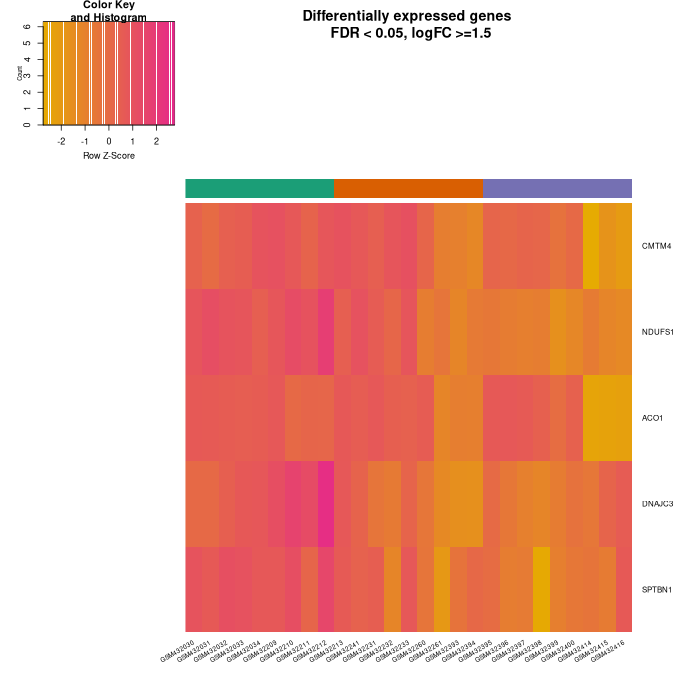 Color Key
and Histogram
Differentially expressed genes
FDR < 0.05, logFC >=1.5
Count
0 1 2 3 4 5 6
-2 -1 0 1 2
Row Z-Score
CMTM4
NDUFS1
ACO1
DNAJC3
SPTBN1
GSM432030
GSM432031
GSM432032
GSM432033
GSM432034
GSM432209
GSM432210
GSM432211
GSM432212
GSM432213
GSM432241
GSM432231
GSM432232
GSM432233
GSM432260
GSM432261
GSM432393
GSM432394
GSM432395
GSM432396
GSM432397
GSM432398
GSM432399
GSM432400
GSM432414
GSM432415
GSM432416